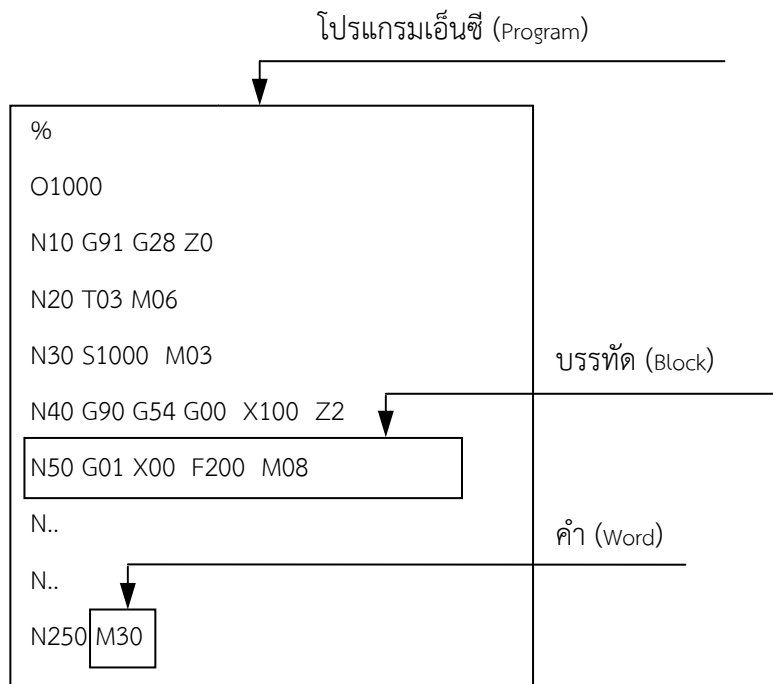 โปรแกรมเอ็นซี (Program)
%
O1000
N10 G91 G28 Z0
N20 T03 M06
N30 S1000 M03
บรรทัด (Block)
N40 G90 G54 G00 X100 Z2
N50 G01 X00 F200 M08
N..
คำ (Word)
N..
N250 M30